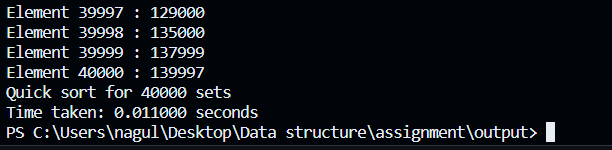 Element 39997 : 129000
Element 39998 : 135000
Element 39999 : 137999
Element 40000 : 139997
Quick sort for 40000 sets
Time taken: 0.011000 seconds
PS C:\Users\nagul\Desktop\Data structure\assignment\output>